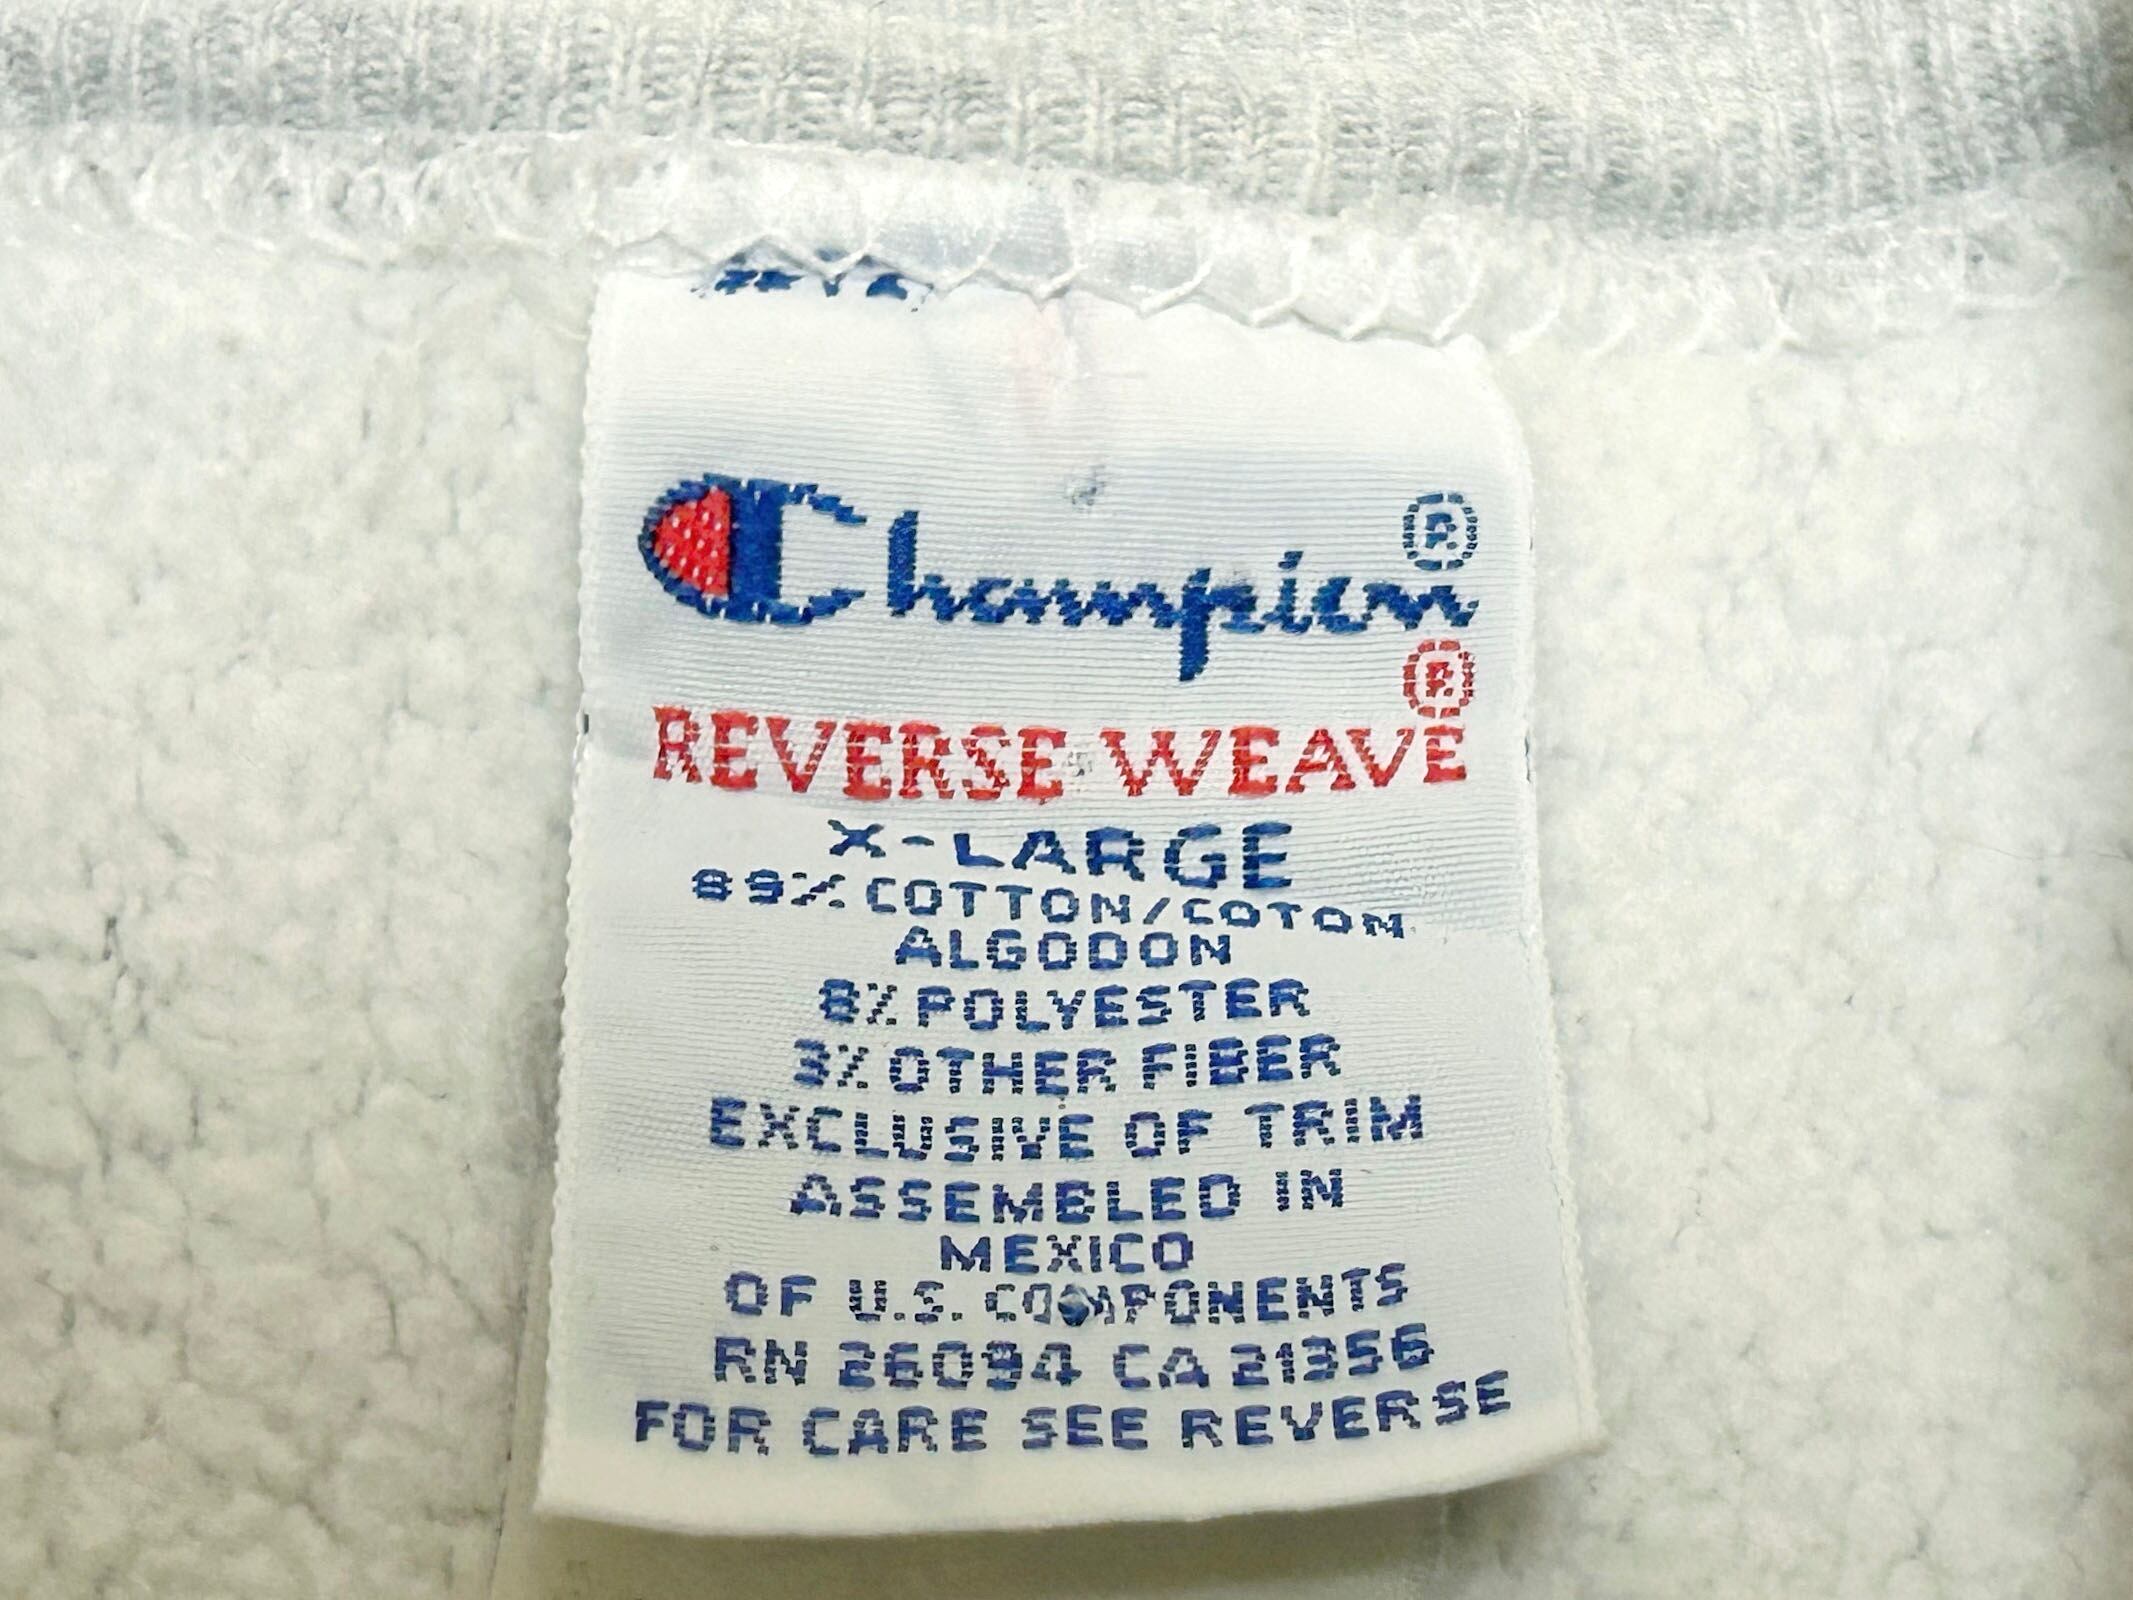 Champion®
REVERSE WEAVE®
X-LARGE
89% COTTON/COTON
ALGODON
8% POLYESTER
3% OTHER FIBER
EXCLUSIVE OF TRIM
ASSEMBLED IN
MEXICO
OF U.S. COMPONENTS
RN 26094 CA 21356
FOR CARE SEE REVERSE